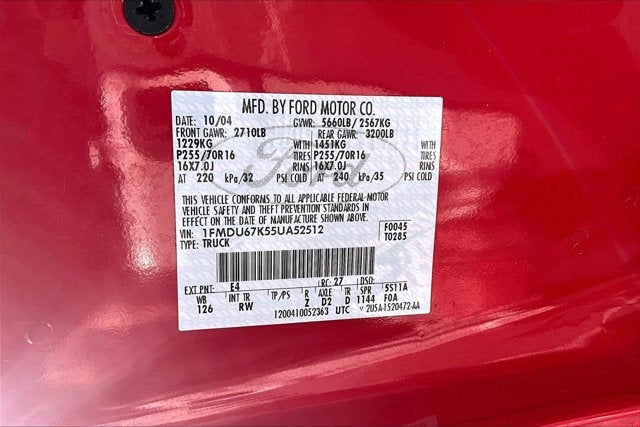 MFD. BY FORD MOTOR CO.
DATE: 10/04 GVWR: 5660LB/2567KG
FRONT GAWR: 2710LB REAR GAWR: 3200LB
1229KG WITH 1451KG WITH
P255/70R16 TIRES P255/70R16 TIRES
16X7.0J RIMS 16X7.0J RIMS
AT 220 kPa/32 PSI COLD AT 240 kPa/35 PSI COLD
Ford
THIS VEHICLE CONFORMS TO ALL APPLICABLE FEDERAL MOTOR
VEHICLE SAFETY AND THEFT PREVENTION STANDARDS IN
EFFECT ON THE DATE OF MANUFACTURE SHOWN ABOVE.
VIN: 1FMDU67K55UA52512 F0045
TYPE: TRUCK T0285
EXT PNT: E4 RC: 27 DSO:
WB INT TR TP/PS R AXLE TR SPR 5S11A
126 RW Z D2 D 1144 F0A
1200410052363 UTC 2U5A-1520472-AA